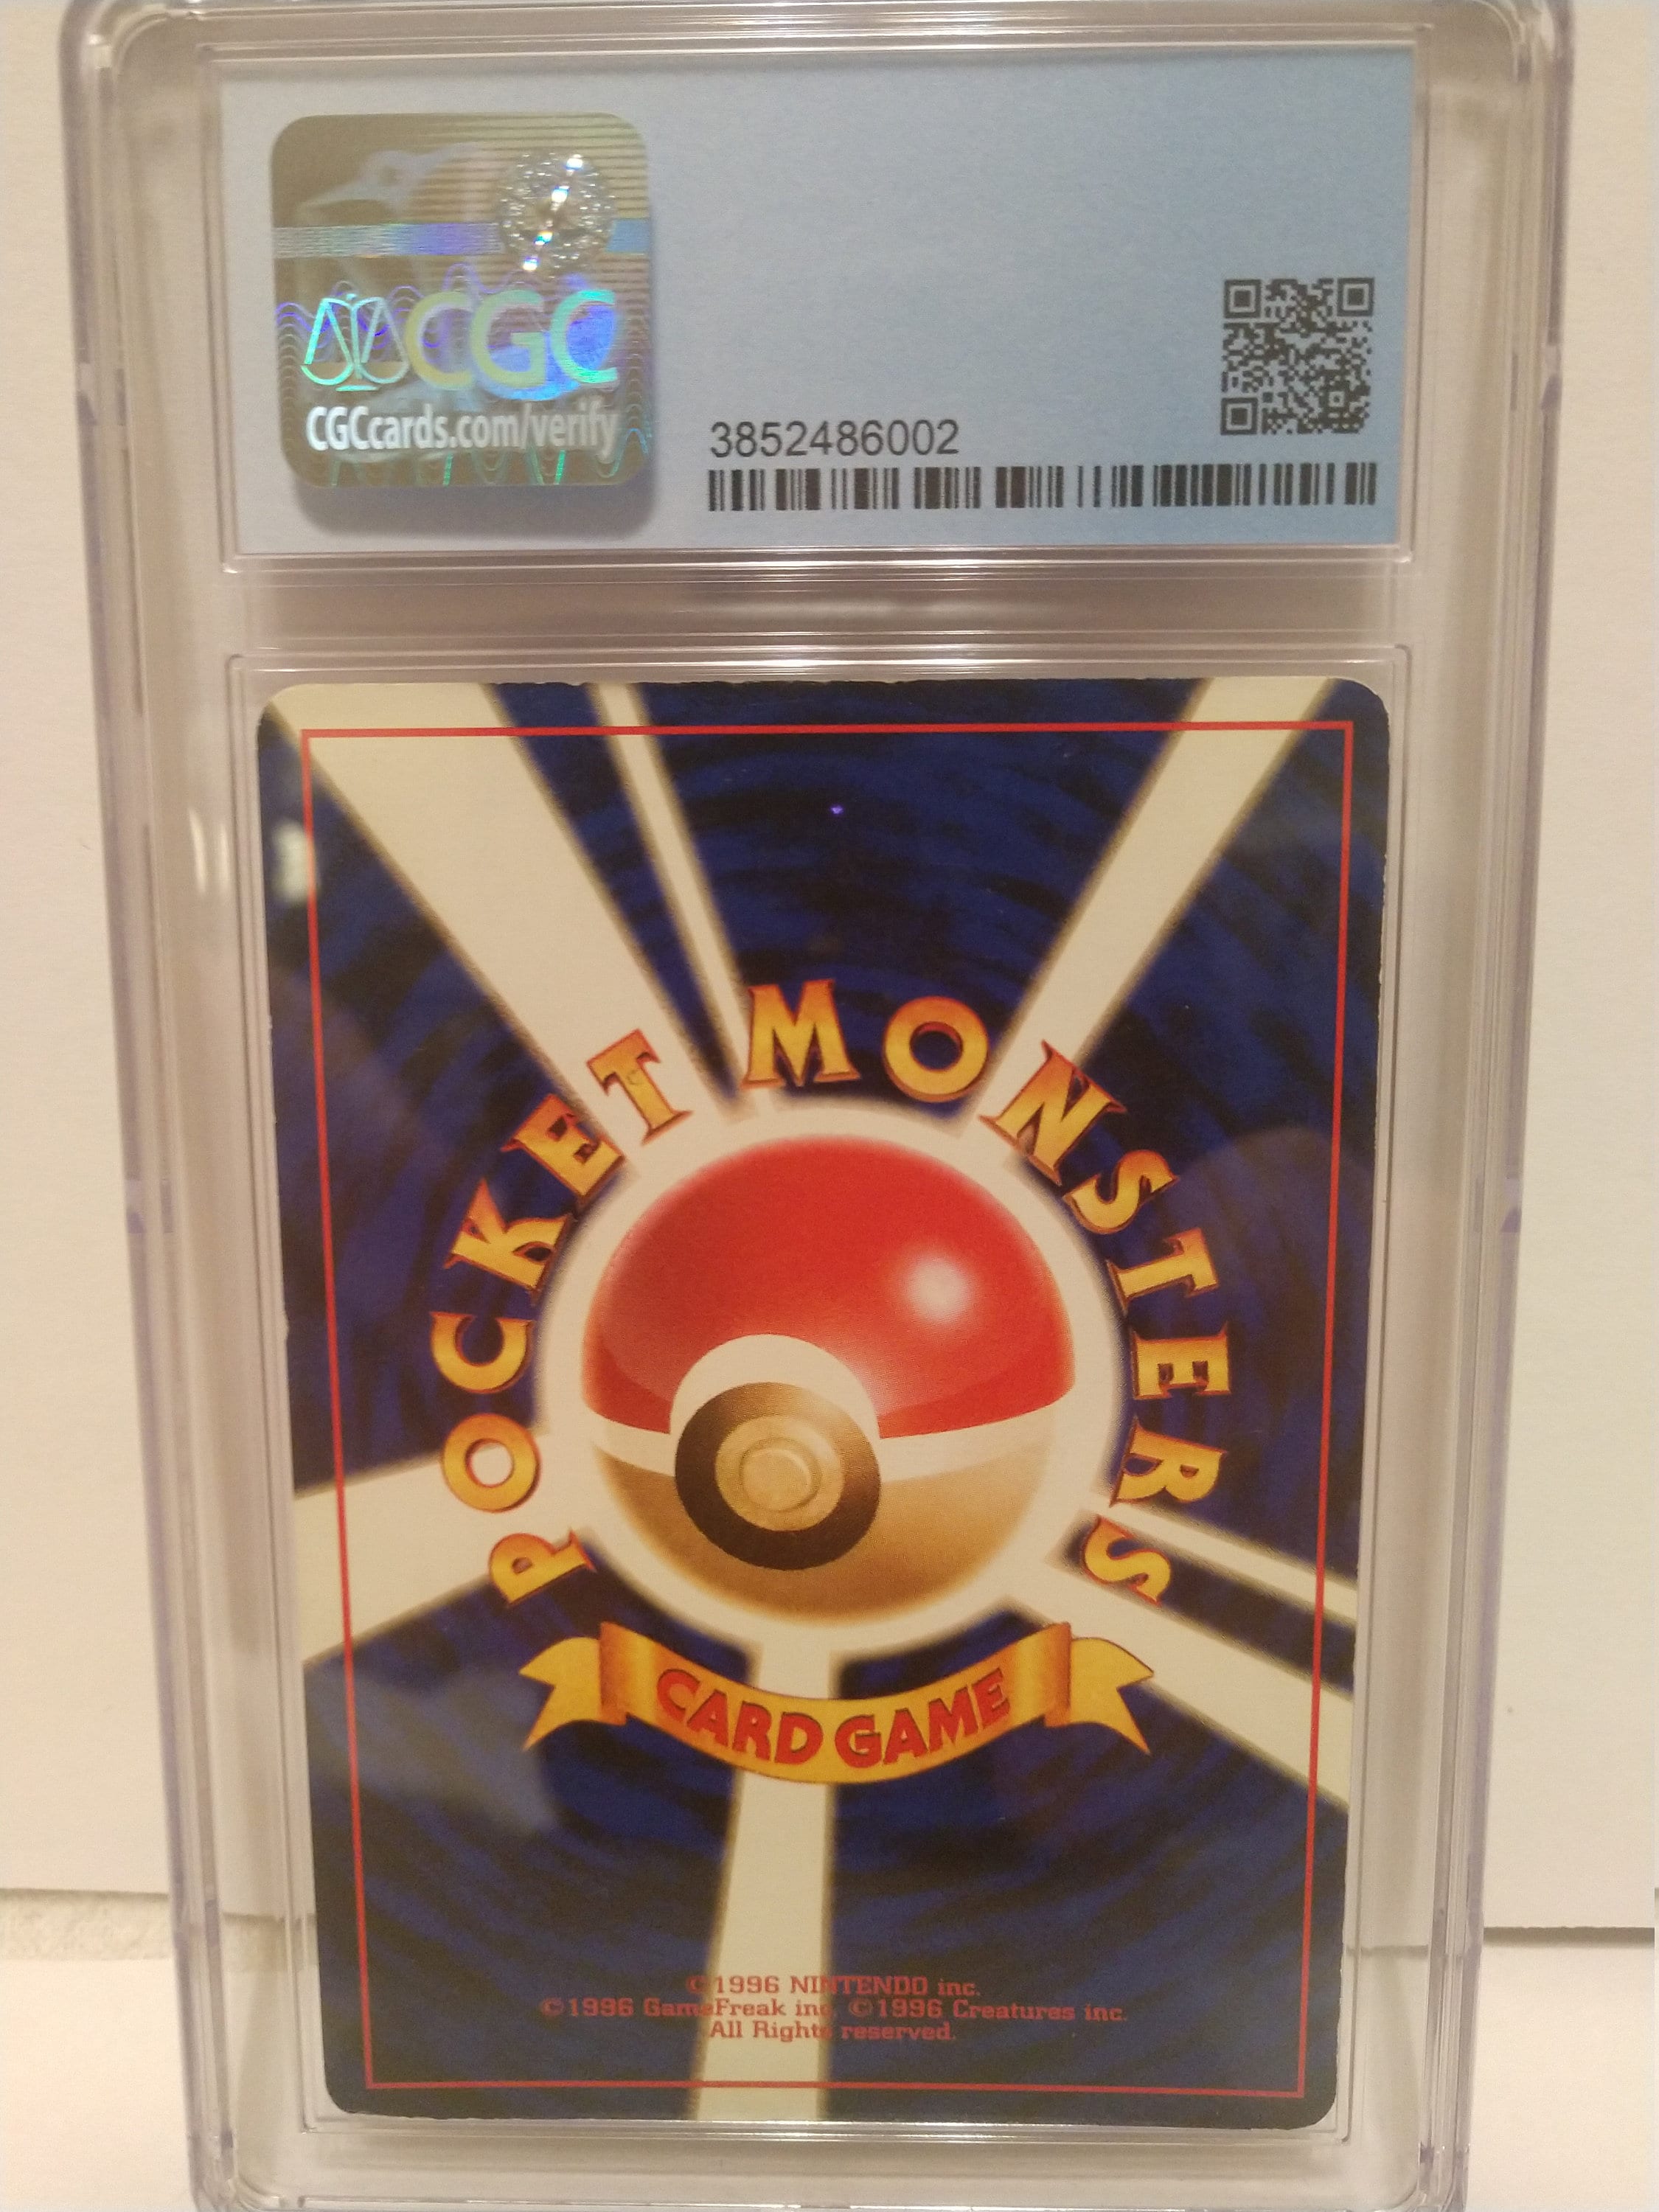 CGC
CGCcards.com/verify
3852486002
POCKET MONSTERS
CARD GAME
©1996 NINTENDO inc.
©1996 GameFreak inc. ©1996 Creatures inc.
All Rights reserved.